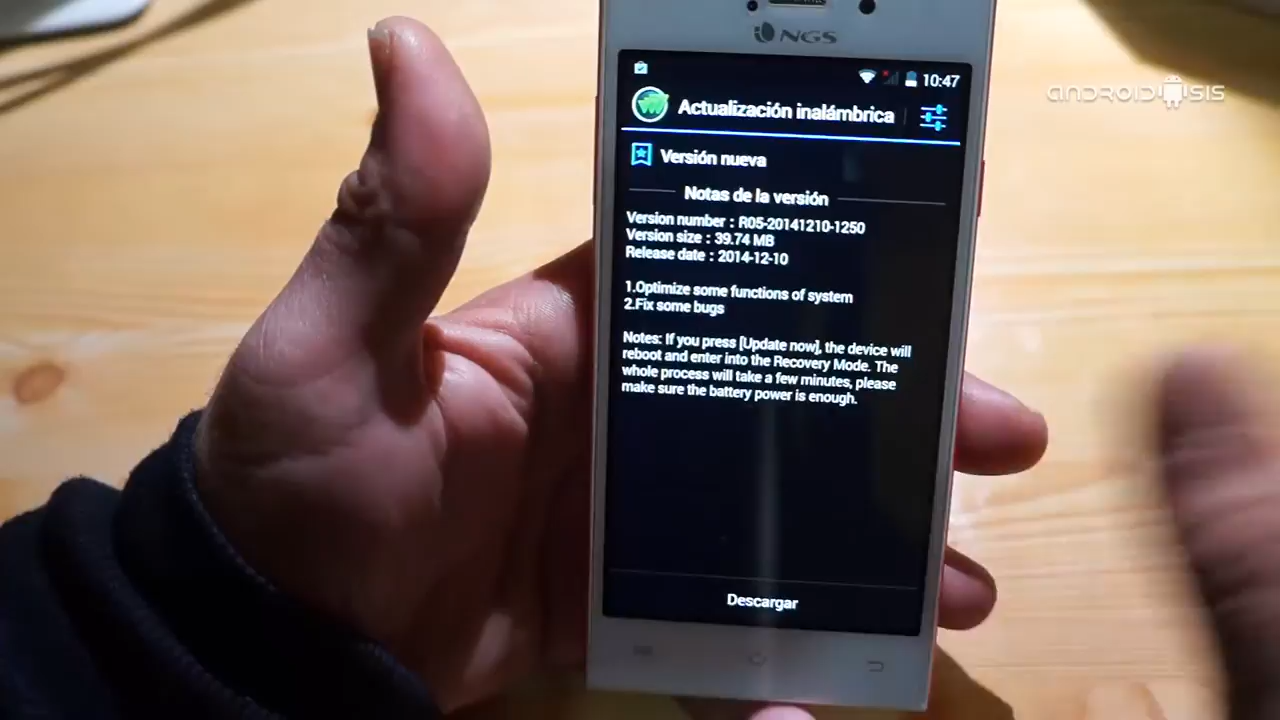 NGS
ANDROIDSIS
10:47
Actualización inalámbrica
Versión nueva
Notas de la versión
Version number : R05-20141210-1250
Version size : 39.74 MB
Release date : 2014-12-10
1.Optimize some functions of system
2.Fix some bugs
Notes: If you press [Update now], the device will
reboot and enter into the Recovery Mode. The
whole process will take a few minutes, please
make sure the battery power is enough.
Descargar